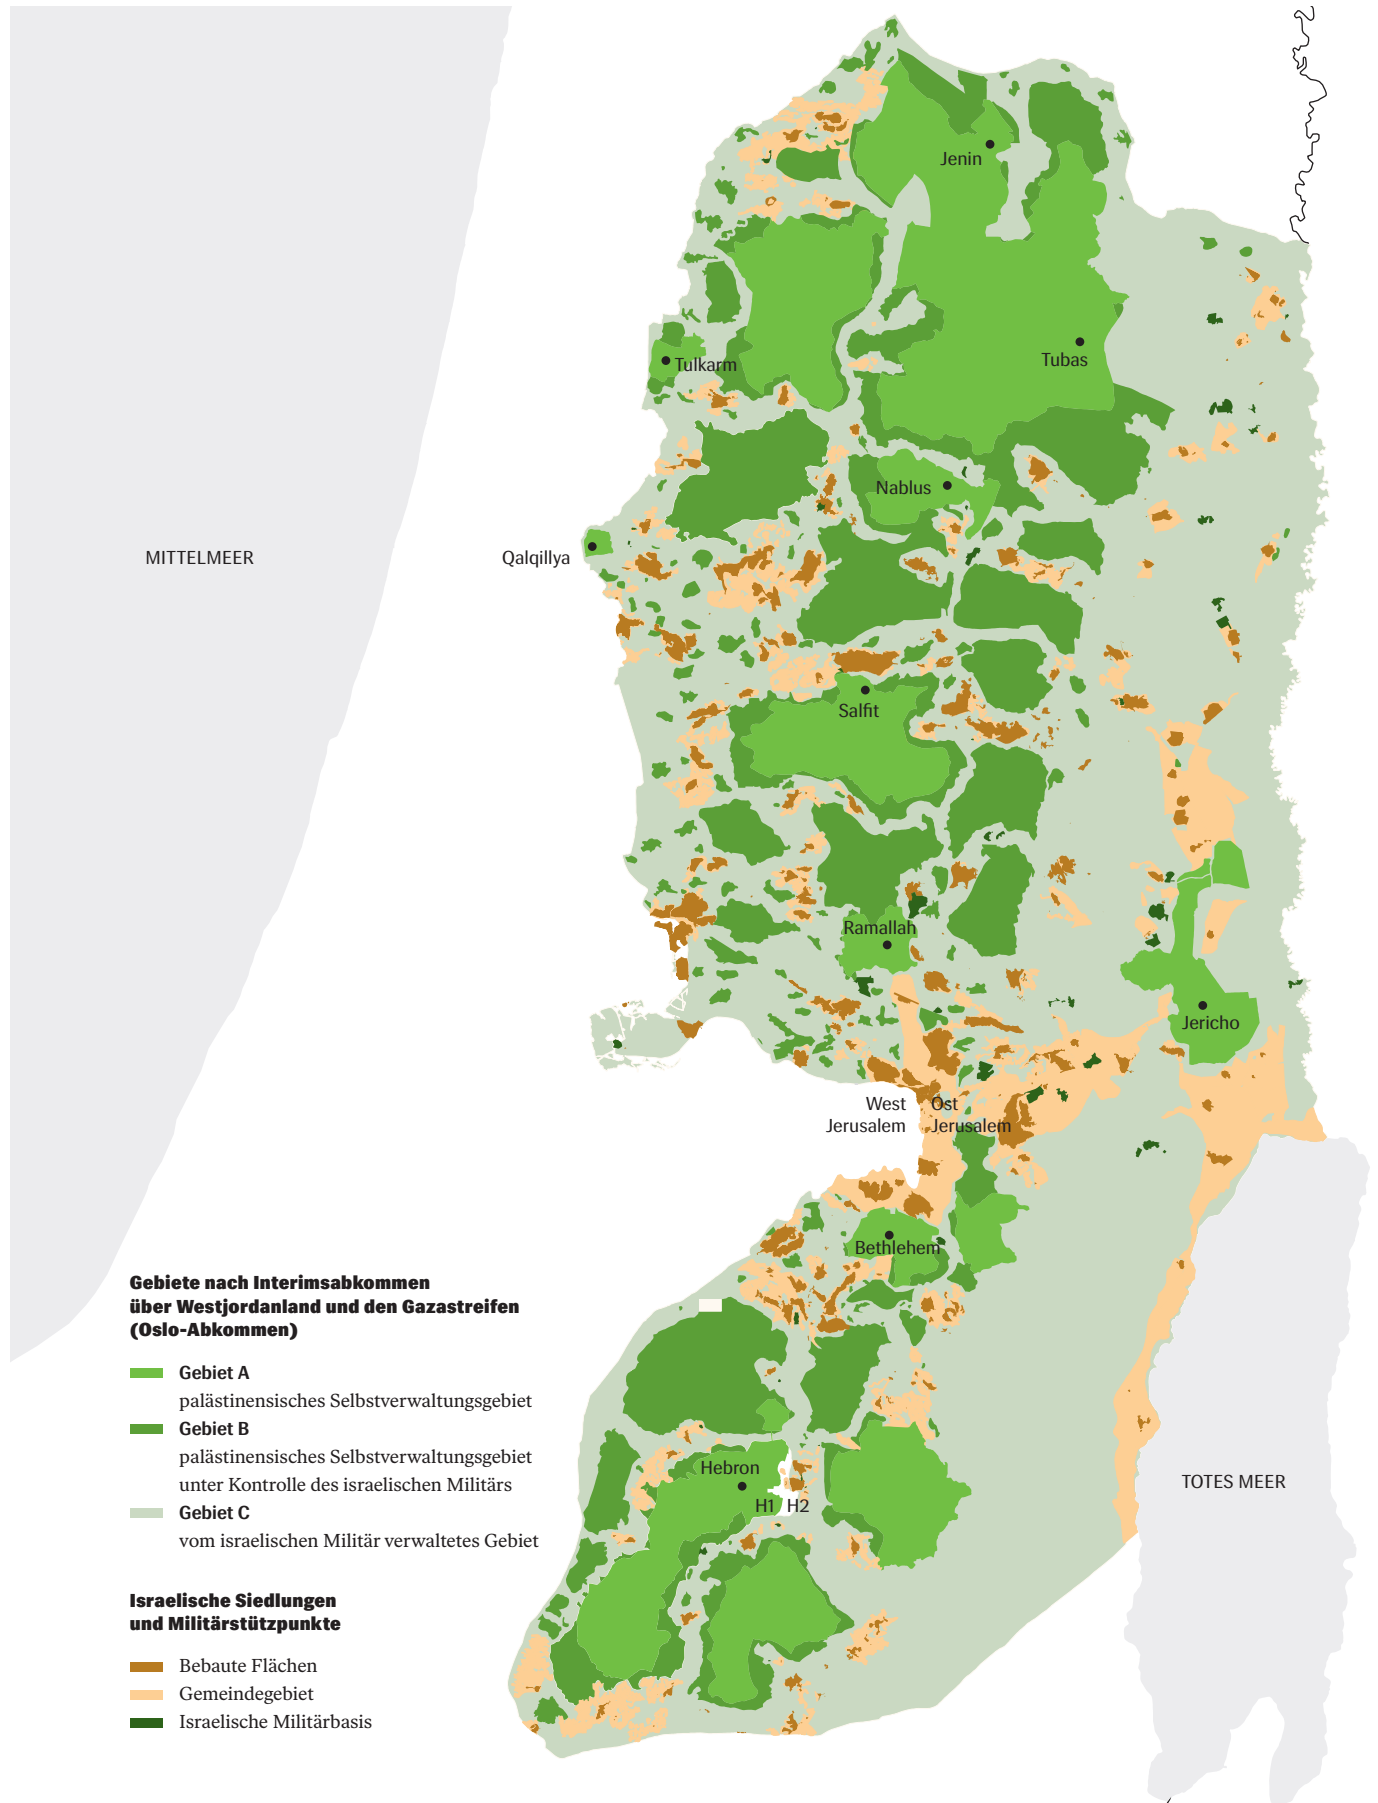 Jenin
Tubas
Tulkarm
Nablus
MITTELMEER
Qalqillya
Salfit
Ramallah
Jericho
West
Jerusalem
Ost
Jerusalem
Bethlehem
Hebron
H1
H2
TOTES MEER
Gebiete nach Interimsabkommen
über Westjordanland und den Gazastreifen
(Oslo-Abkommen)
Gebiet A
palästinensisches Selbstverwaltungsgebiet
Gebiet B
palästinensisches Selbstverwaltungsgebiet
unter Kontrolle des israelischen Militärs
Gebiet C
vom israelischen Militär verwaltetes Gebiet
Israelische Siedlungen
und Militärstützpunkte
Bebaute Flächen
Gemeindegebiet
Israelische Militärbasis